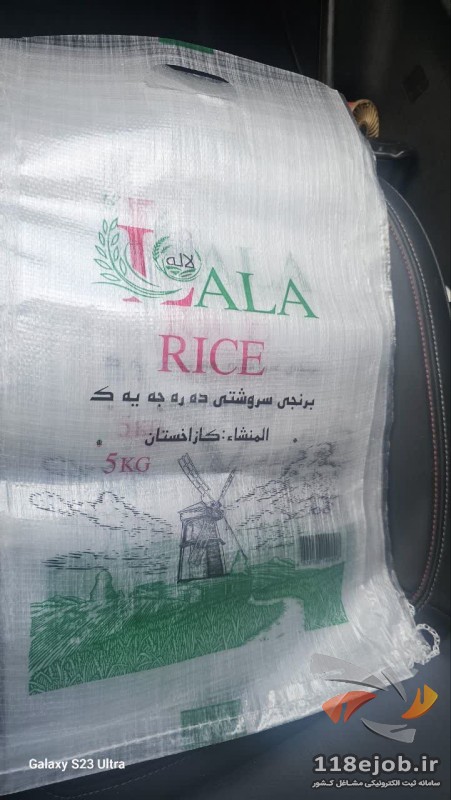 لاله
LALA
RICE
برنجی سروشتی ده ره جه یه ک
المنشاء:کازاخستان
5KG
118ejob.ir
سامانه ثبت الکترونیکی مشاغل کشور
Galaxy S23 Ultra